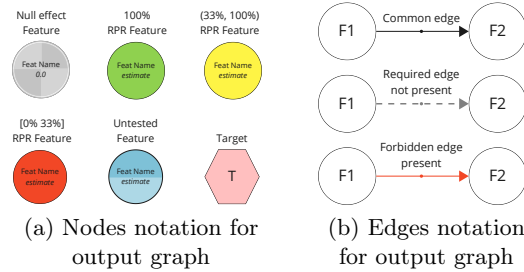 Null effect
Feature
100%
RPR Feature
(33%, 100%)
RPR Feature
Feat Name
0.0
Feat Name
estimate
Feat Name
estimate
[0% 33%]
RPR Feature
Untested
Feature
Target
Feat Name
estimate
Feat Name
estimate
T
(a) Nodes notation for
output graph
F1
Common edge
F2
F1
Required edge
not present
F2
F1
Forbidden edge
present
F2
(b) Edges notation
for output graph